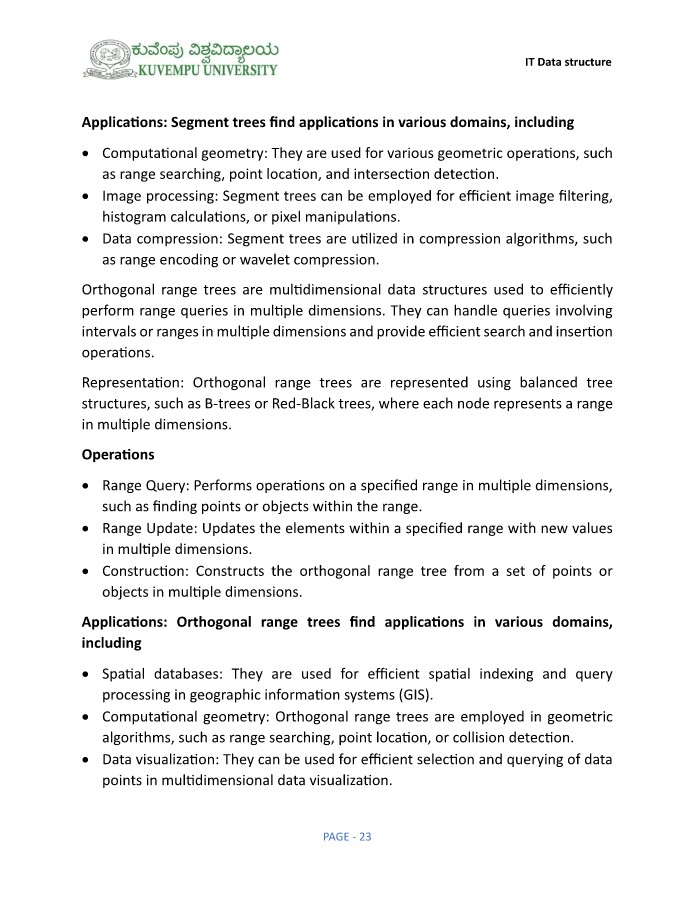 ಕುವೆಂಪು ವಿಶ್ವವಿದ್ಯಾಲಯ
KUVEMPU UNIVERSITY
IT Data structure
Applications: Segment trees find applications in various domains, including
• Computational geometry: They are used for various geometric operations, such
as range searching, point location, and intersection detection.
• Image processing: Segment trees can be employed for efficient image filtering,
histogram calculations, or pixel manipulations.
• Data compression: Segment trees are utilized in compression algorithms, such
as range encoding or wavelet compression.
Orthogonal range trees are multidimensional data structures used to efficiently
perform range queries in multiple dimensions. They can handle queries involving
intervals or ranges in multiple dimensions and provide efficient search and insertion
operations.
Representation: Orthogonal range trees are represented using balanced tree
structures, such as B-trees or Red-Black trees, where each node represents a range
in multiple dimensions.
Operations
• Range Query: Performs operations on a specified range in multiple dimensions,
such as finding points or objects within the range.
• Range Update: Updates the elements within a specified range with new values
in multiple dimensions.
• Construction: Constructs the orthogonal range tree from a set of points or
objects in multiple dimensions.
Applications: Orthogonal range trees find applications in various domains,
including
• Spatial databases: They are used for efficient spatial indexing and query
processing in geographic information systems (GIS).
• Computational geometry: Orthogonal range trees are employed in geometric
algorithms, such as range searching, point location, or collision detection.
• Data visualization: They can be used for efficient selection and querying of data
points in multidimensional data visualization.
PAGE - 23